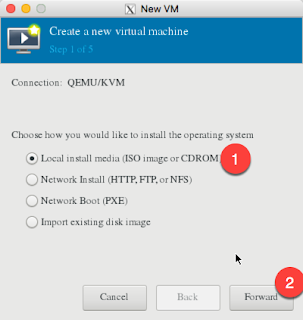 New VM
Create a new virtual machine
Step 1 of 5
Connection: QEMU/KVM
Choose how you would like to install the operating system
Local install media (ISO image or CDROM)
1
Network Install (HTTP, FTP, or NFS)
Network Boot (PXE)
Import existing disk image
2
Cancel
Back
Forward